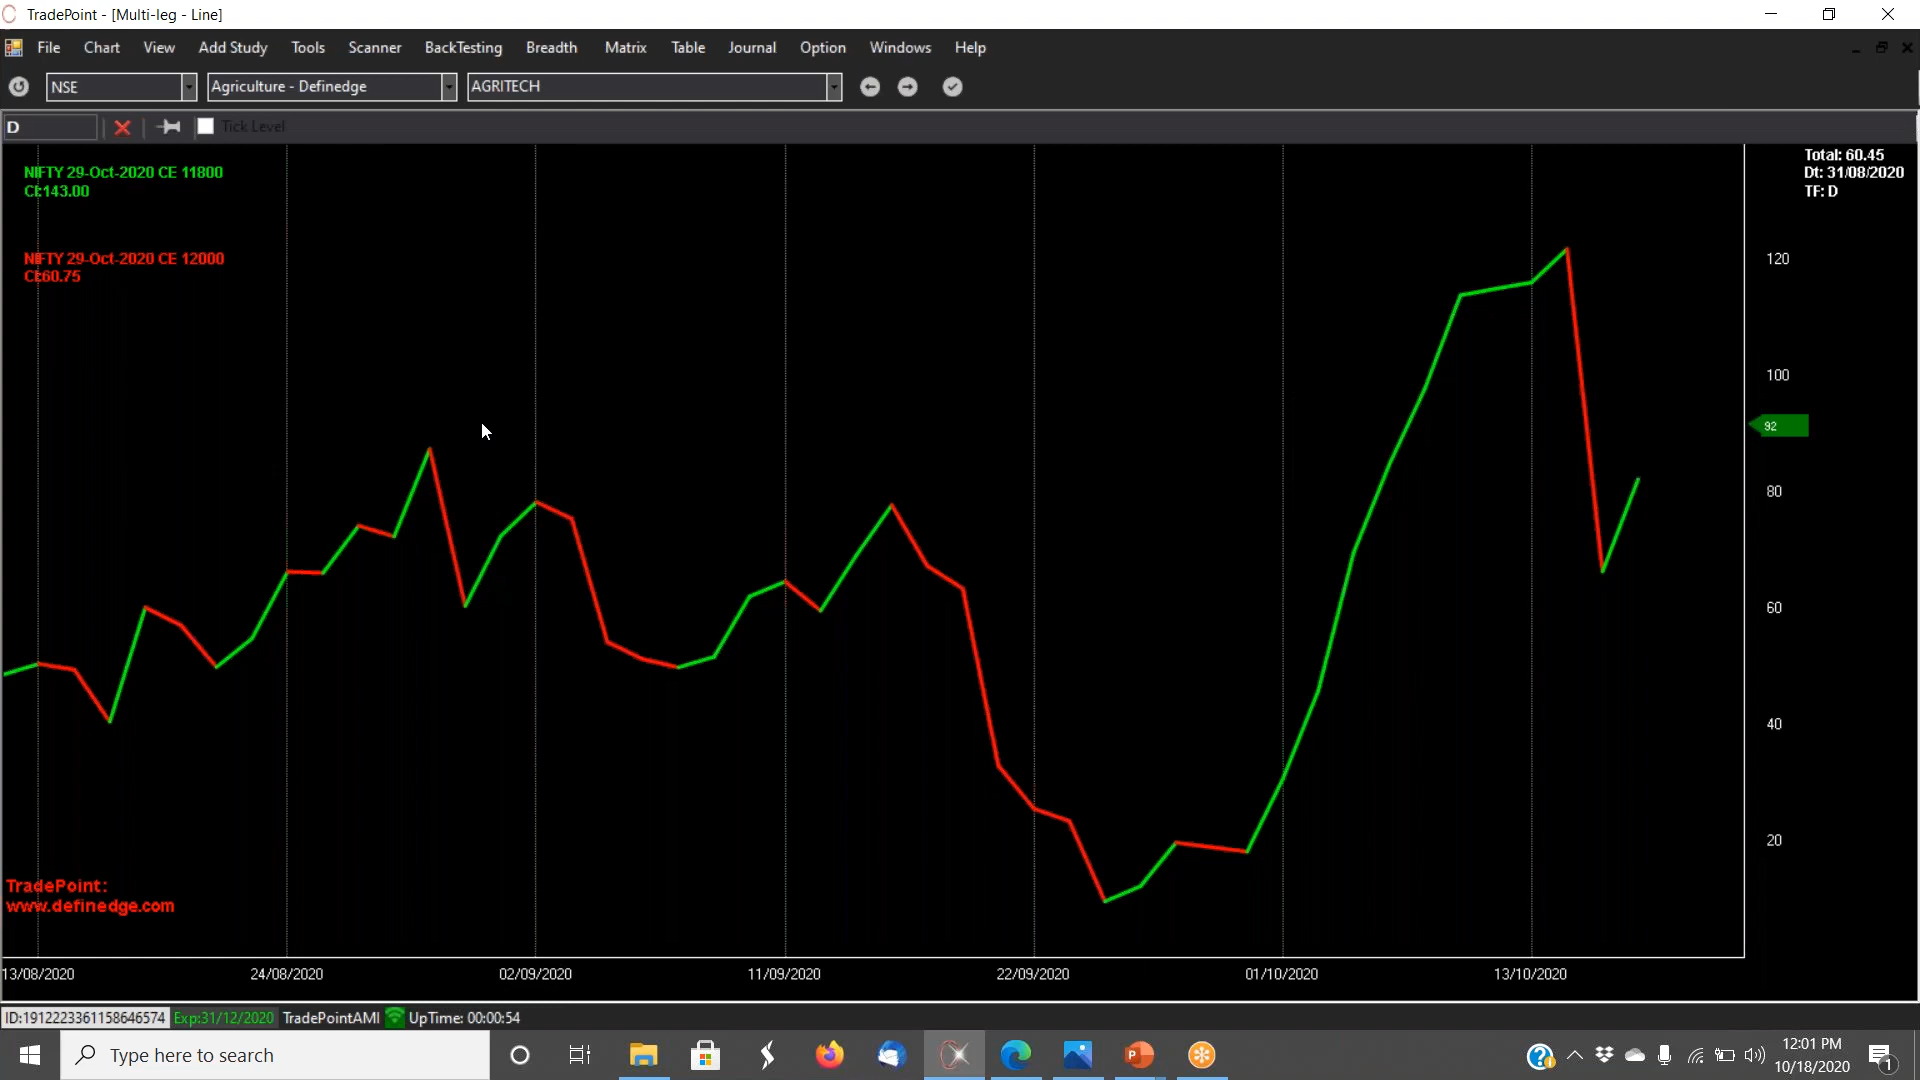 TradePoint - [Multi-leg - Line]
File Chart View Add Study Tools Scanner BackTesting Breadth Matrix Table Journal Option Windows Help
NSE Agriculture - Definedge AGRITECH
D Tick Level
NIFTY 29-Oct-2020 CE 11800
Cl:143.00
NIFTY 29-Oct-2020 CE 12000
Cl:60.75
Total: 60.45
Dt: 31/08/2020
TF: D
120
100
92
80
60
40
20
TradePoint:
www.definedge.com
13/08/2020 24/08/2020 02/09/2020 11/09/2020 22/09/2020 01/10/2020 13/10/2020
ID:1912223361158646574 Exp:31/12/2020 TradePointAMI UpTime: 00:00:54
Type here to search
12:01 PM
10/18/2020
1